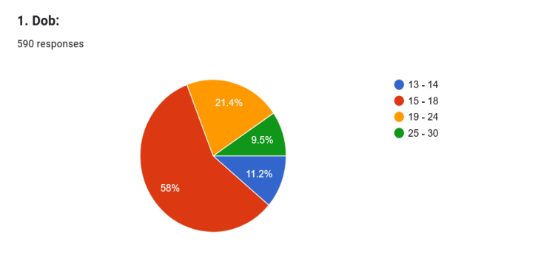 1. Dob:
590 responses
13 - 14
15 - 18
19 - 24
25 - 30
21.4%
9.5%
11.2%
58%